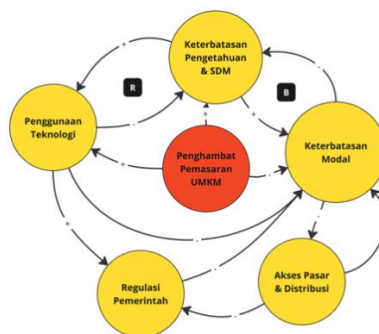 Keterbatasan
Pengetahuan
& SDM
R
B
Penggunaan
Teknologi
Penghambat
Pemasaran
UMKM
Keterbatasan
Modal
Regulasi
Pemerintah
Akses Pasar
& Distribusi